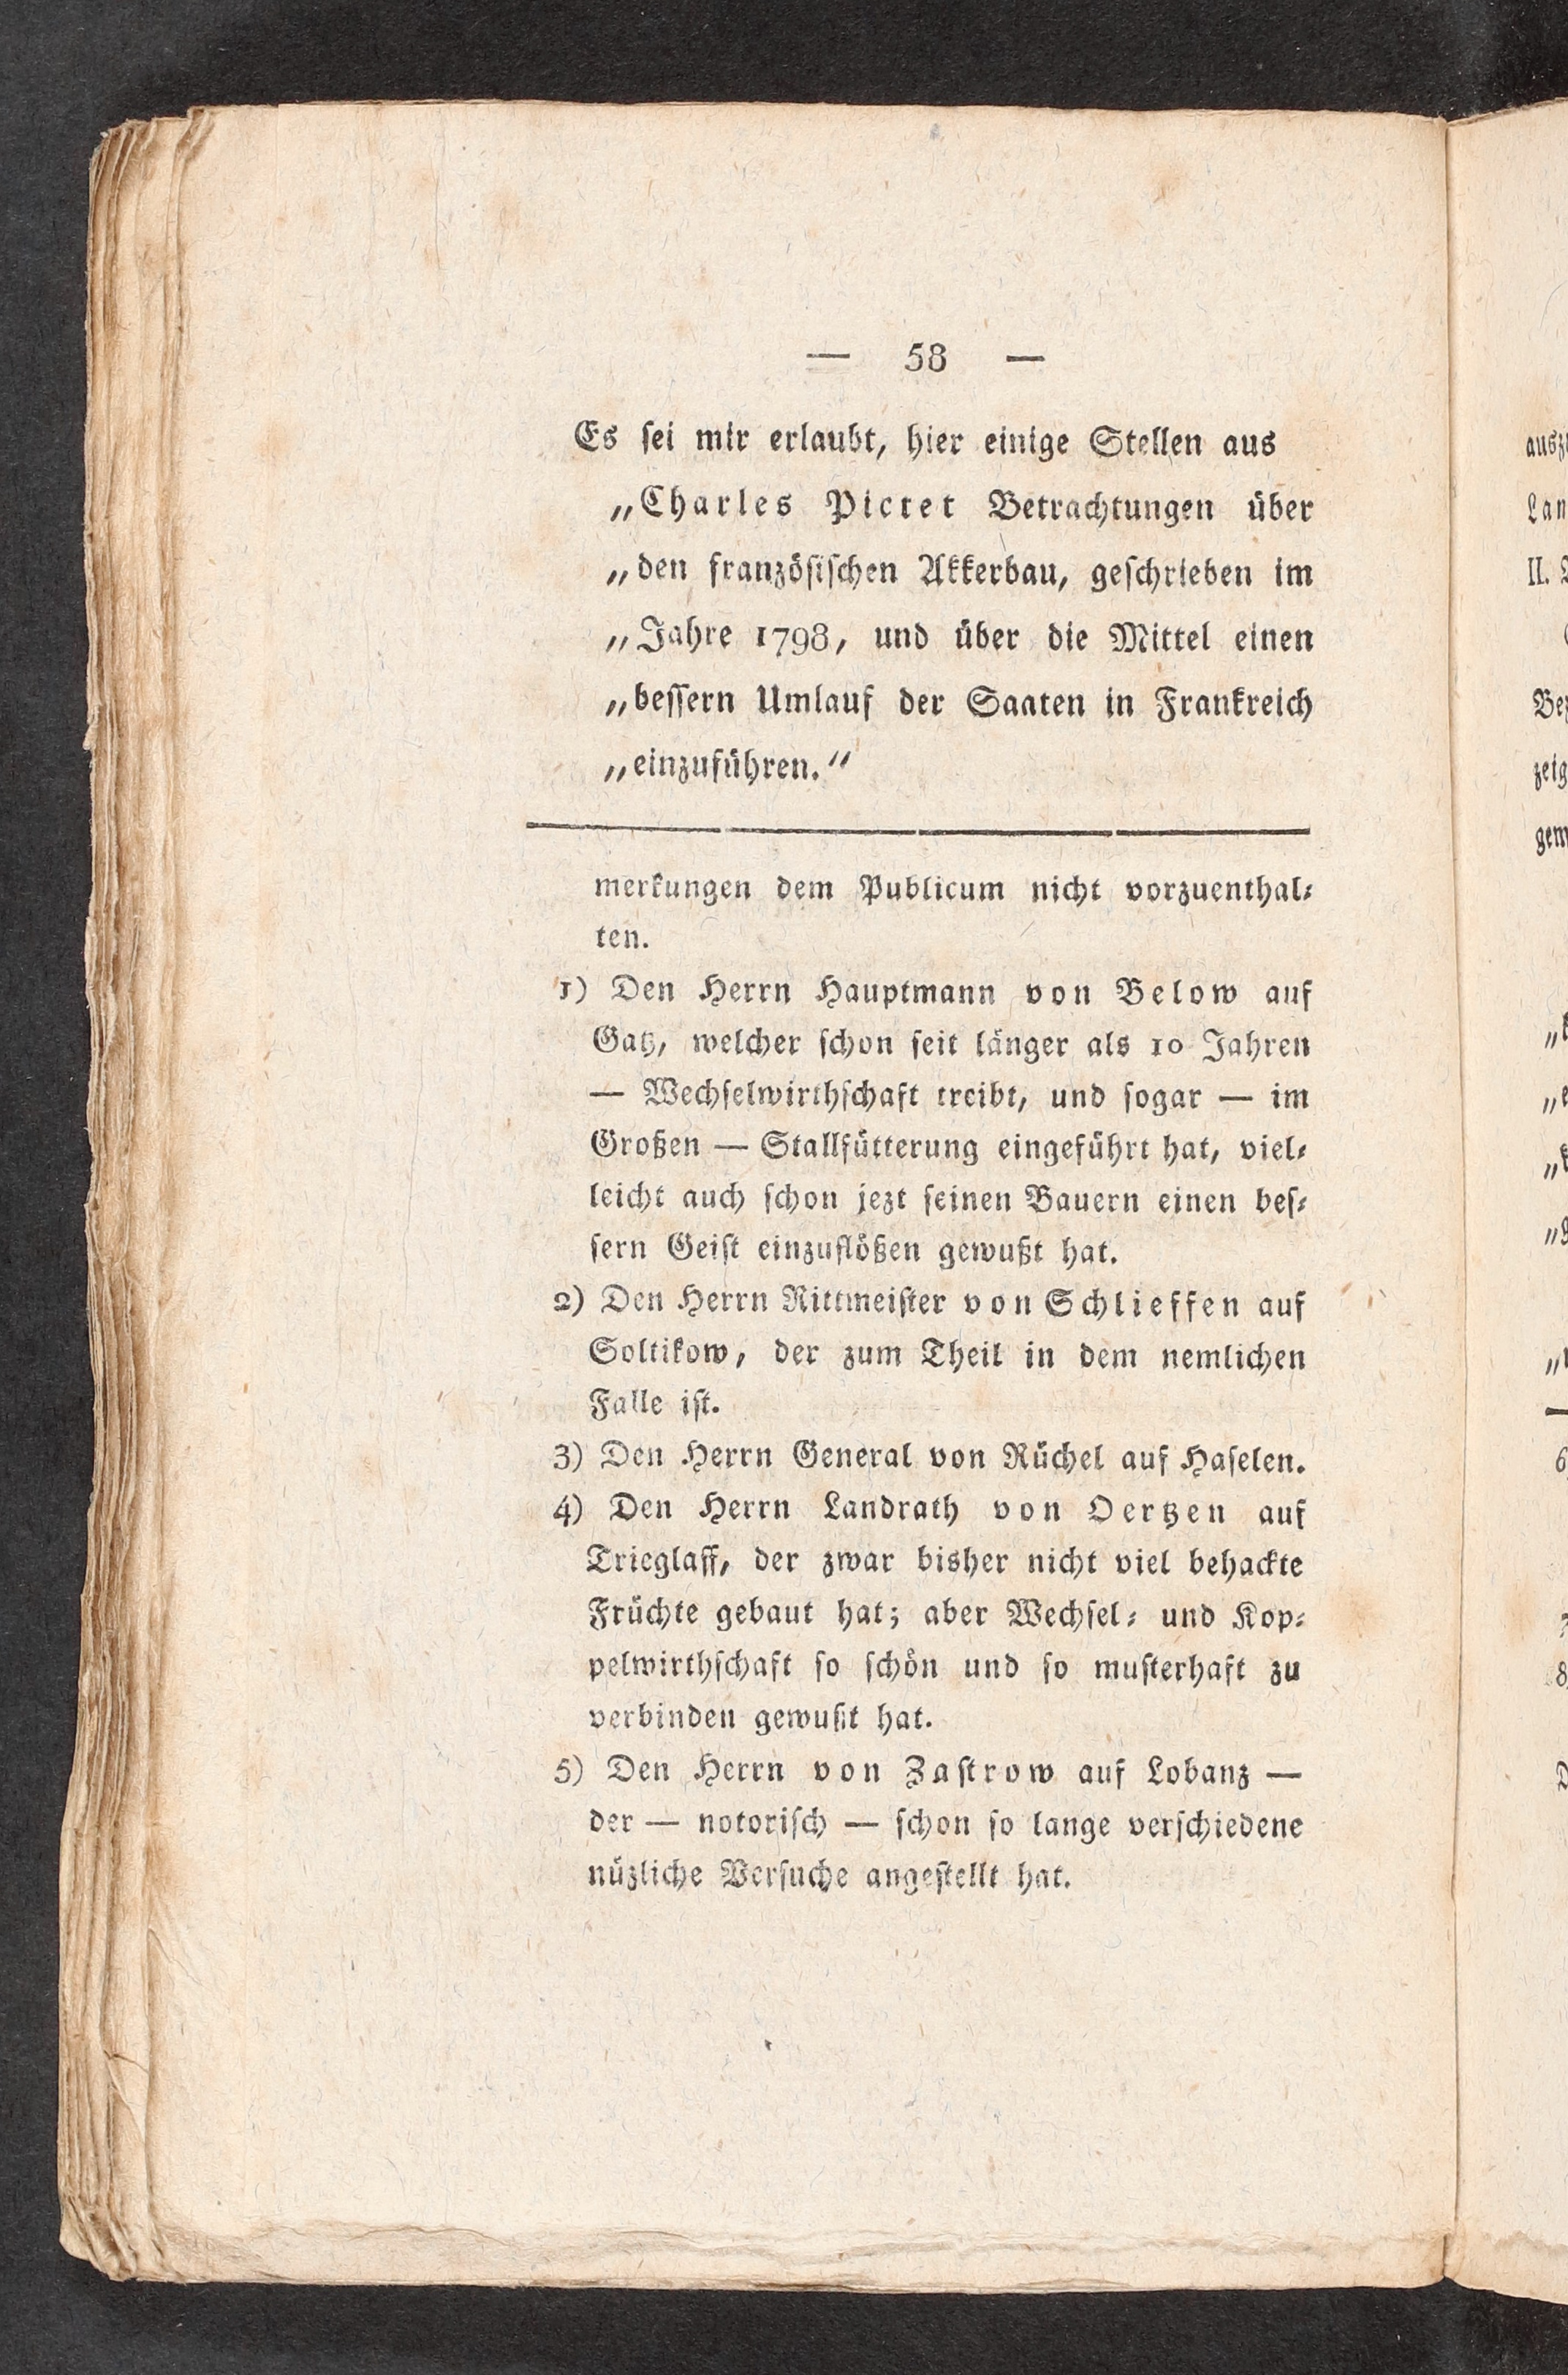 — 58 —
Es ſei mir erlaubt, hier einige Stellen aus
„Charles Pictet Betrachtungen über
„den franzöſiſchen Akkerbau, geſchrieben im
„Jahre 1798, und über die Mittel einen
„beſſern Umlauf der Saaten in Frankreich
„einzuführen.“
merkungen dem Publicum nicht vorzuenthal⸗
ten.
1) Den Herrn Hauptmann von Below auf
Gatz, welcher ſchon ſeit länger als 10 Jahren
— Wechſelwirthſchaft treibt, und ſogar — im
Großen — Stallfütterung eingeführt hat, viel⸗
leicht auch ſchon jezt ſeinen Bauern einen beſ⸗
ſern Geiſt einzuflößen gewußt hat.
2) Den Herrn Rittmeiſter von Schlieffen auf
Soltikow, der zum Theil in dem nemlichen
Falle iſt.
3) Den Herrn General von Rüchel auf Haſelen.
4) Den Herrn Landrath von Oertzen auf
Trieglaff, der zwar bisher nicht viel behackte
Früchte gebaut hat; aber Wechſel⸗ und Kop⸗
pelwirthſchaft ſo ſchön und ſo muſterhaft zu
verbinden gewußt hat.
5) Den Herrn von Zaſtrow auf Lobanz —
der — notoriſch — ſchon ſo lange verſchiedene
nüzliche Verſuche angeſtellt hat.